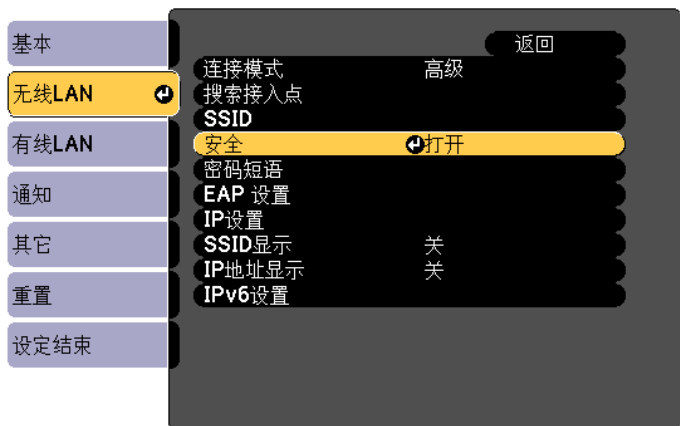 基本
无线LAN
有线LAN
通知
其它
重置
设定结束
返回
连接模式 高级
搜索接入点
SSID
安全 打开
密码短语
EAP 设置
IP设置
SSID显示 关
IP地址显示 关
IPv6设置